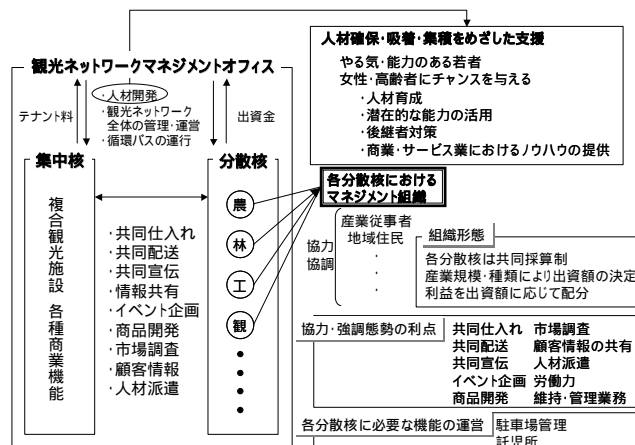 人材確保・吸着・集積をめざした支援
やる気・能力のある若者
女性・高齢者にチャンスを与える
・人材育成
・潜在的な能力の活用
・後継者対策
・商業・サービス業におけるノウハウの提供
観光ネットワークマネジメントオフィス
テナント料
・人材開発
・観光ネットワーク
全体の管理・運営
・循環バスの運行
出資金
集中核
複合観光施設 各種商業機能
・共同仕入れ
・共同配送
・共同宣伝
・情報共有
・イベント企画
・商品開発
・市場調査
・顧客情報
・人材派遣
分散核
農
林
工
観
各分散核における
マネジメント組織
協力
協調
産業従事者
地域住民
組織形態
各分散核は共同採算制
産業規模・種類により出資額の決定
利益を出資額に応じて配分
協力・強調態勢の利点
共同仕入れ 市場調査
共同配送 顧客情報の共有
共同宣伝 人材派遣
イベント企画 労働力
商品開発 維持・管理業務
各分散核に必要な機能の運営
駐車場管理
託児所